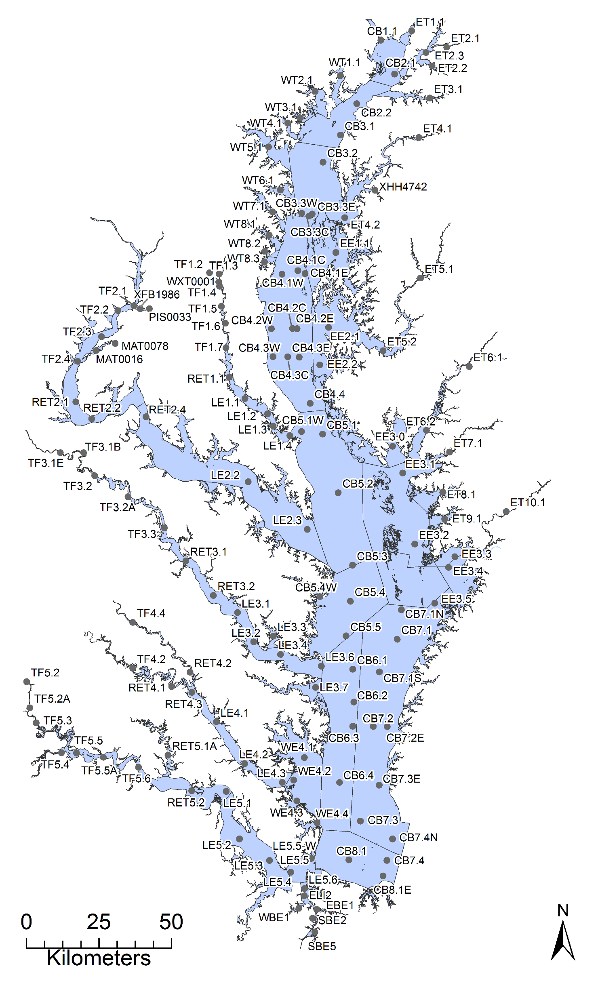 ET1.1
CB1.1
ET2.1
ET2.3
WT1.1
CB2.1
ET2.2
WT2.1
ET3.1
WT3.1
CB2.2
WT4.1
CB3.1
ET4.1
WT5.1
CB3.2
WT6.1
XHH4742
CB3.3W
CB3.3E
WT7.1
WT8.1
ET4.2
CB3.3C
WT8.2
EE1.1
WT8.3
CB4.1C
TF1.2
TF1.3
ET5.1
CB4.1E
WXT0001
CB4.1W
TF2.1
XFB1986
TF1.4
TF2.2
TF1.5
CB4.2C
PIS0033
CB4.2W
CB4.2E
TF1.6
TF2.3
EE2.1
MAT0078
TF1.7
CB4.3W
CB4.3E
ET5.2
TF2.4
MAT0016
ET6.1
EE2.2
RET1.1
CB4.3C
CB4.4
RET2.1
LE1.1
RET2.2
RET2.4
LE1.2
CB5.1W
CB5.1
ET6.2
LE1.3
EE3.0
ET7.1
LE1.4
TF3.1B
TF3.1E
EE3.1
LE2.2
TF3.2
CB5.2
ET8.1
TF3.2A
ET10.1
LE2.3
ET9.1
TF3.3
EE3.2
RET3.1
EE3.3
CB5.3
EE3.4
RET3.2
CB5.4W
CB5.4
EE3.5
LE3.1
TF4.4
CB7.1N
LE3.3
CB5.5
CB7.1
LE3.2
LE3.4
TF4.2
RET4.2
LE3.6
CB6.1
TF5.2
CB7.1S
RET4.1
LE3.7
TF5.2A
RET4.3
CB6.2
LE4.1
TF5.3
CB7.2
CB6.3
CB7.2E
TF5.5
RET5.1A
WE4.1
TF5.4
LE4.2
TF5.5A
WE4.2
LE4.3
CB6.4
TF5.6
CB7.3E
RET5.2
LE5.1
WE4.3
WE4.4
CB7.3
CB7.4N
LE5.2
LE5.5-W
CB8.1
LE5.5
CB7.4
LE5.3
LE5.4
LE5.6
CB8.1E
ELI2
EBE1
WBE1
SBE2
SBE5
N
0 25 50
Kilometers